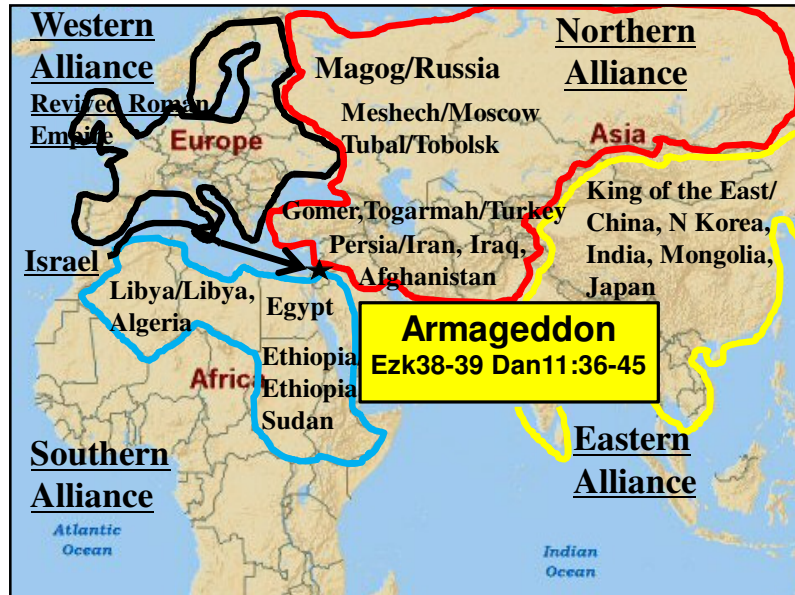 Western
Alliance
Revived Roman
Empire
Europe
Northern
Alliance
Magog/Russia
Meshech/Moscow
Tubal/Tobolsk
Asia
Gomer,Togarmah/Turkey
Persia/Iran, Iraq,
Afghanistan
King of the East/
China, N Korea,
India, Mongolia,
Japan
Israel
Libya/Libya,
Algeria
Egypt
Ethiopia/
Ethiopia
Sudan
Africa
Armageddon
Ezk38-39 Dan11:36-45
Southern
Alliance
Eastern
Alliance
Atlantic
Ocean
Indian
Ocean